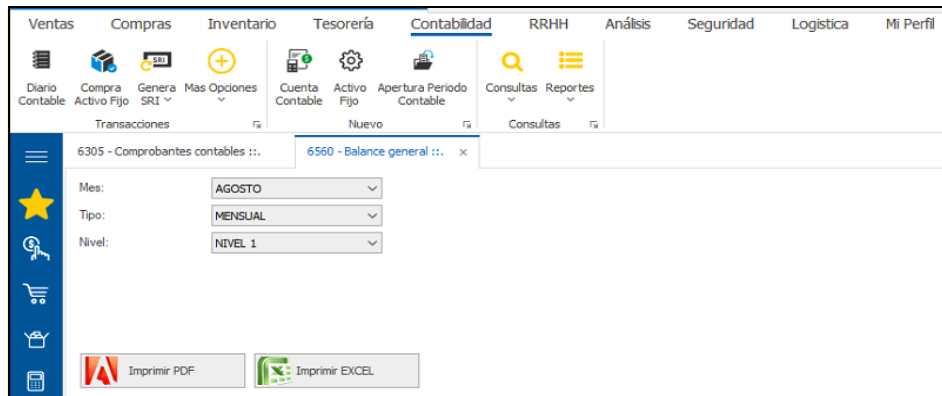 Ventas Compras Inventario Tesorería Contabilidad RRHH Análisis Seguridad Logistica Mi Perfil
SRI
Diario Compra Genera Mas Opciones Cuenta Activo Apertura Periodo Consultas Reportes
Contable Activo Fijo SRI Contable Fijo Contable
Transacciones Nuevo Consultas
6305 - Comprobantes contables ::. 6560 - Balance general ::. ×
Mes: AGOSTO
Tipo: MENSUAL
Nivel: NIVEL 1
Imprimir PDF Imprimir EXCEL